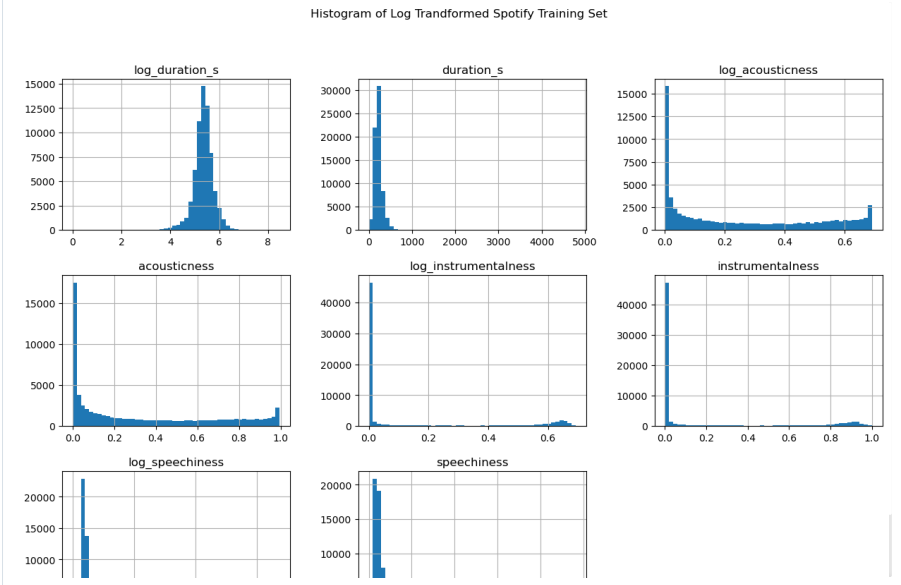 Histogram of Log Trandformed Spotify Training Set
log_duration_s
15000
12500
10000
7500
5000
2500
0
0 2 4 6 8
duration_s
30000
25000
20000
15000
10000
5000
0
0 1000 2000 3000 4000 5000
log_acousticness
15000
12500
10000
7500
5000
2500
0
0.0 0.2 0.4 0.6
acousticness
15000
10000
5000
0
0.0 0.2 0.4 0.6 0.8 1.0
log_instrumentalness
40000
30000
20000
10000
0
0.0 0.2 0.4 0.6
instrumentalness
40000
30000
20000
10000
0
0.0 0.2 0.4 0.6 0.8 1.0
log_speechiness
20000
15000
10000
speechiness
20000
15000
10000